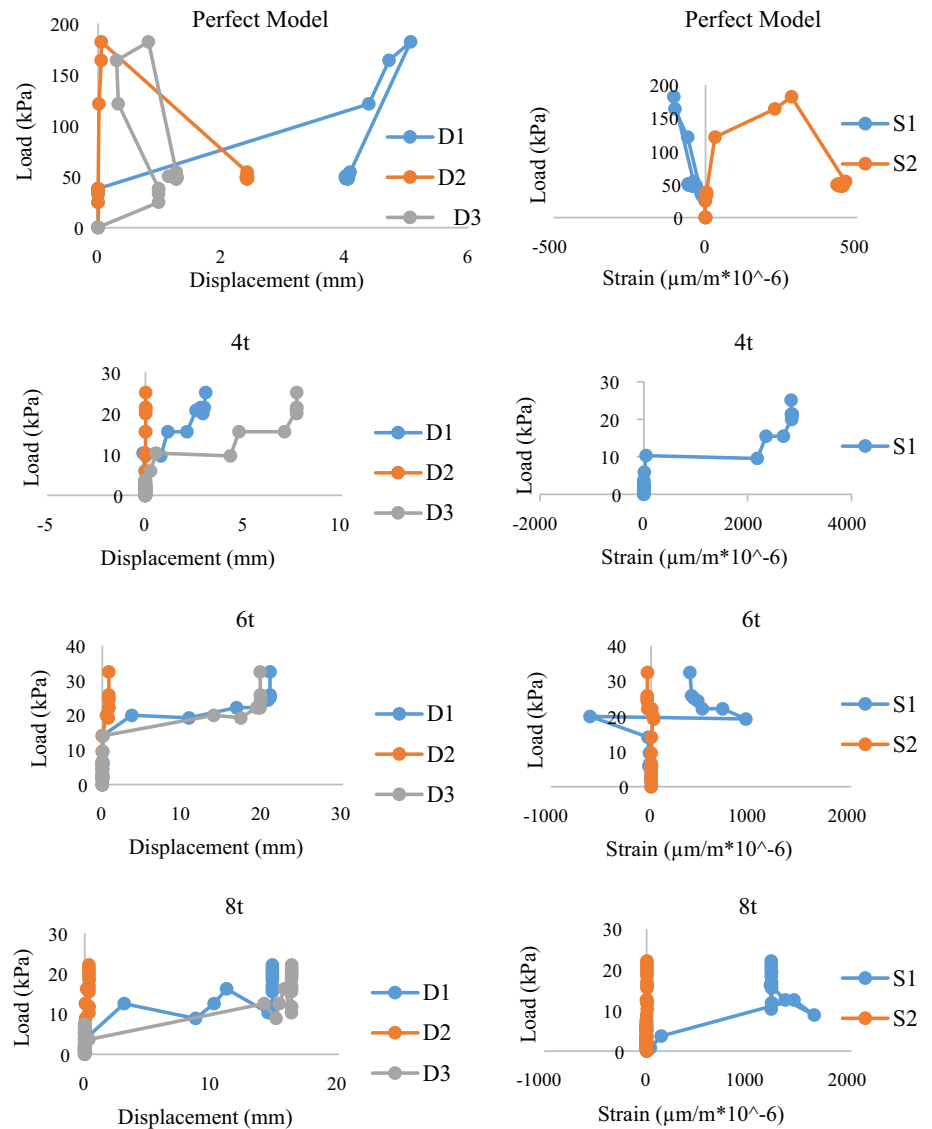 Perfect Model
200
150
100
50
0
Load (kPa)
0
2
4
6
Displacement (mm)
D1
D2
D3
Perfect Model
200
150
100
50
0
Load (kPa)
-500
0
500
Strain (µm/m*10^-6)
S1
S2
4t
30
20
10
0
Load (kPa)
-5
0
5
10
Displacement (mm)
D1
D2
D3
4t
30
20
10
0
Load (kPa)
-2000
0
2000
4000
Strain (µm/m*10^-6)
S1
6t
40
30
20
10
0
Load (kPa)
0
10
20
30
Displacement (mm)
D1
D2
D3
6t
40
30
20
10
0
Load (kPa)
-1000
0
1000
2000
Strain (µm/m*10^-6)
S1
S2
8t
30
20
10
0
Load (kPa)
0
10
20
Displacement (mm)
D1
D2
D3
8t
30
20
10
0
Load (kPa)
-1000
0
1000
2000
Strain (µm/m*10^-6)
S1
S2